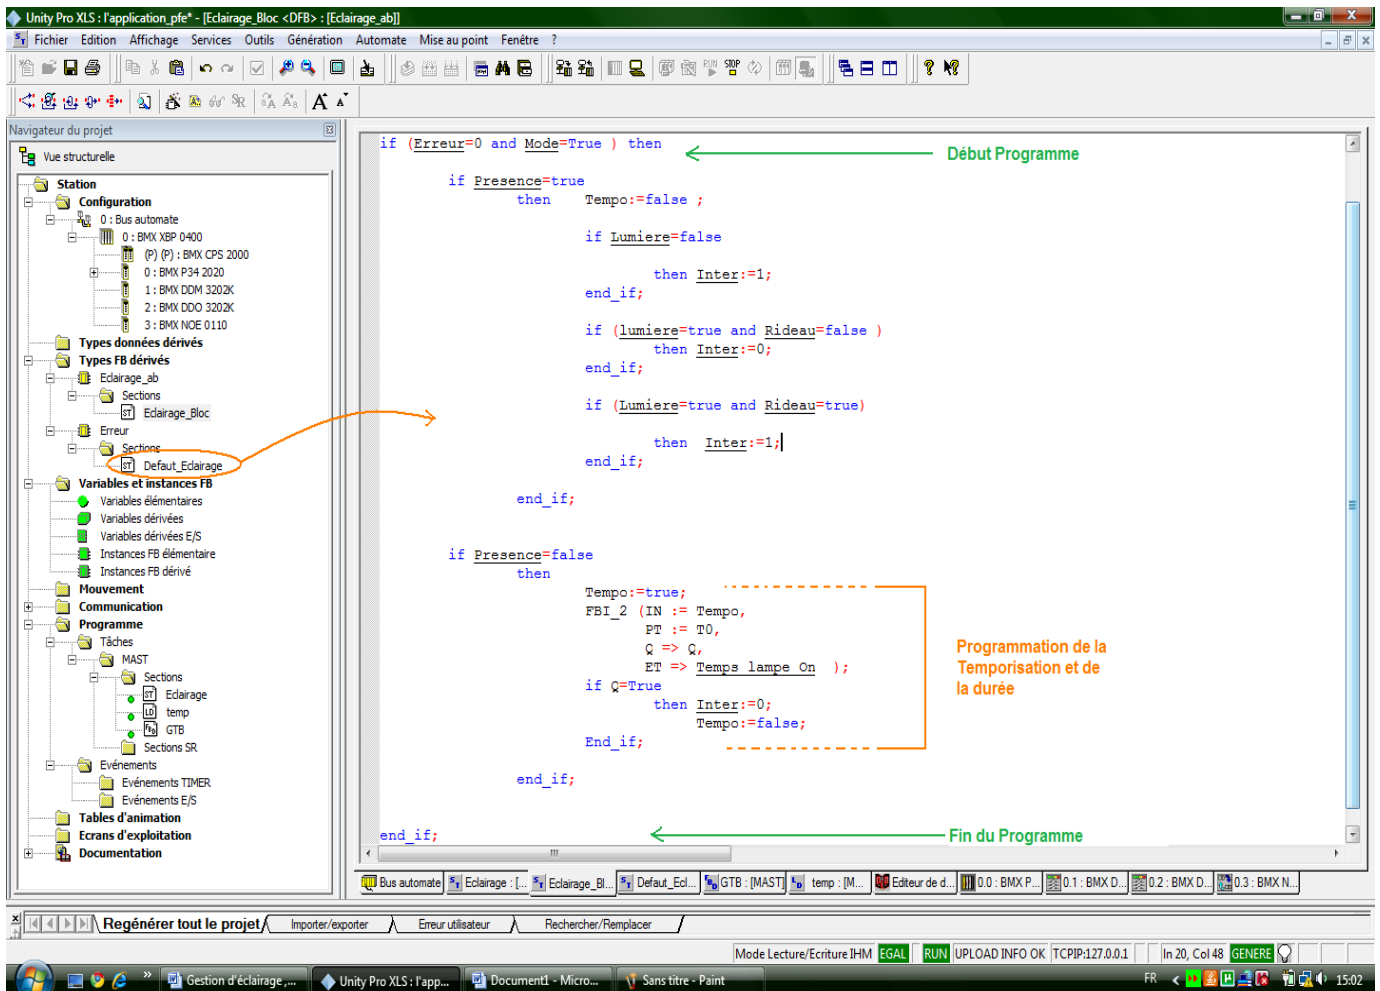 Unity Pro XLS : l'application_pfe* - [Eclairage_Bloc <DFB> : [Eclairage_ab]]
Fichier Edition Affichage Services Outils Génération Automate Mise au point Fenêtre ?
Navigateur du projet
Vue structurelle
Station
Configuration
0 : Bus automate
0 : BMX XBP 0400
(P) (P) : BMX CPS 2000
0 : BMX P34 2020
1 : BMX DDM 3202K
2 : BMX DDO 3202K
3 : BMX NOE 0110
Types données dérivés
Types FB dérivés
Eclairage_ab
Sections
Eclairage_Bloc
Erreur
Sections
Defaut_Eclairage
Variables et instances FB
Variables élémentaires
Variables dérivées
Variables dérivées E/S
Instances FB élémentaire
Instances FB dérivé
Mouvement
Communication
Programme
Tâches
MAST
Sections
Eclairage
temp
GTB
Sections SR
Evénements
Evénements TIMER
Evénements E/S
Tables d'animation
Ecrans d'exploitation
Documentation
if (Erreur=0 and Mode=True ) then
Début Programme
if Presence=true
then Tempo:=false ;
if Lumiere=false
then Inter:=1;
end_if;
if (lumiere=true and Rideau=false )
then Inter:=0;
end_if;
if (Lumiere=true and Rideau=true)
then Inter:=1;
end_if;
end_if;
if Presence=false
then
Tempo:=true;
FBI_2 (IN := Tempo,
PT := T0,
Q => Q,
ET => Temps_lampe_On );
if Q=True
then Inter:=0;
Tempo:=false;
End_if;
Programmation de la
Temporisation et de
la durée
end_if;
end_if;
Fin du Programme
Bus automate Eclairage : [... Eclairage_Bl... Defaut_Ecl... GTB : [MAST] temp : [M... Editeur de d... 0.0 : BMX P... 0.1 : BMX D... 0.2 : BMX D... 0.3 : BMX N...
Regénérer tout le projet Importer/exporter Erreur utilisateur Rechercher/Remplacer
Mode Lecture/Ecriture IHM EGAL RUN UPLOAD INFO OK TCPIP:127.0.0.1 ln 20, Col 48 GENERE
Gestion d'éclairage ,... Unity Pro XLS : l'app... Document1 - Micro... Sans titre - Paint FR 15:02